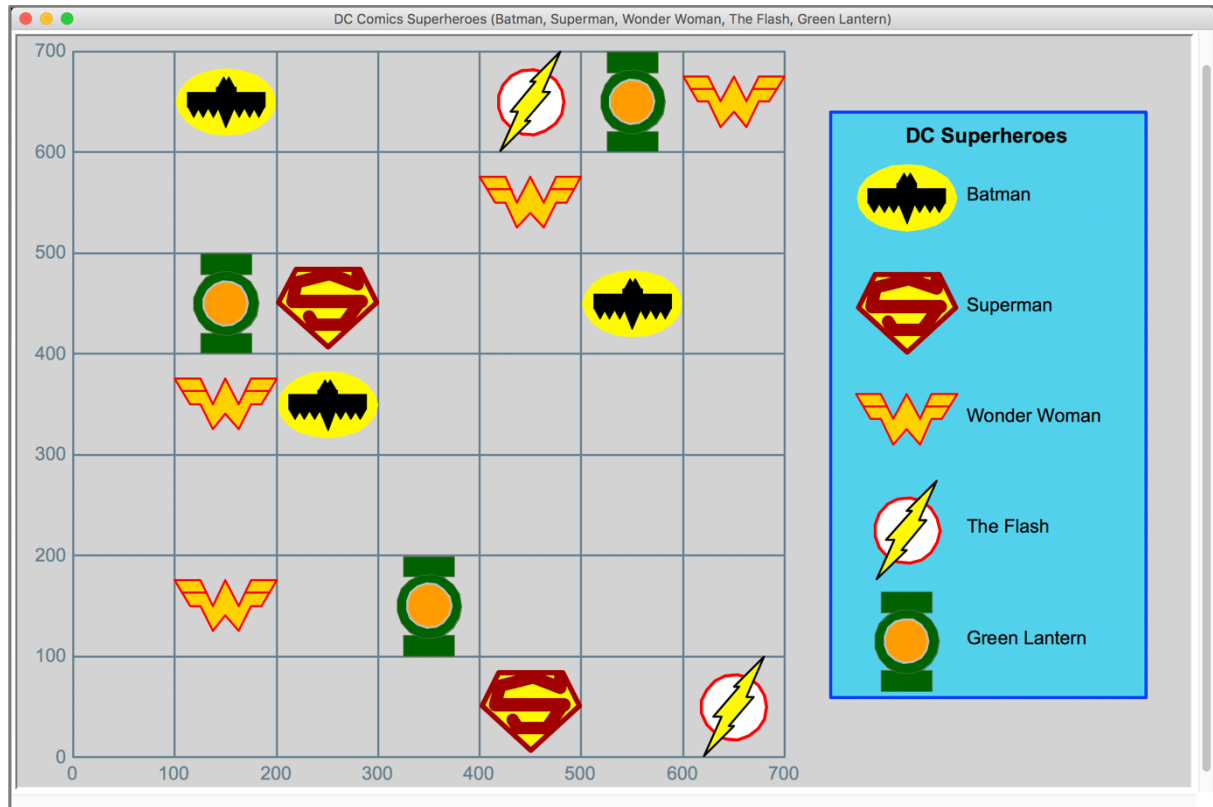 DC Comics Superheroes (Batman, Superman, Wonder Woman, The Flash, Green Lantern)
700
600
500
400
300
200
100
0
0 100 200 300 400 500 600 700
DC Superheroes
Batman
Superman
Wonder Woman
The Flash
Green Lantern